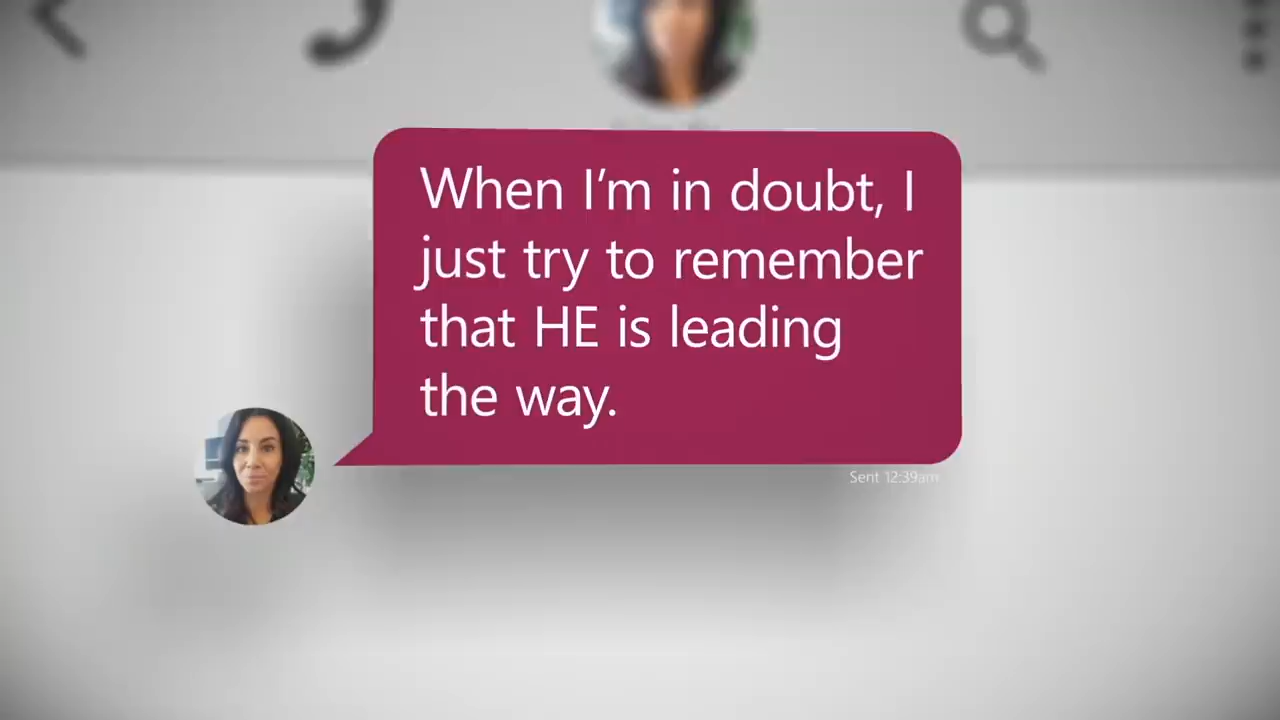 When I’m in doubt, I
just try to remember
that HE is leading
the way.
Sent 12:39am